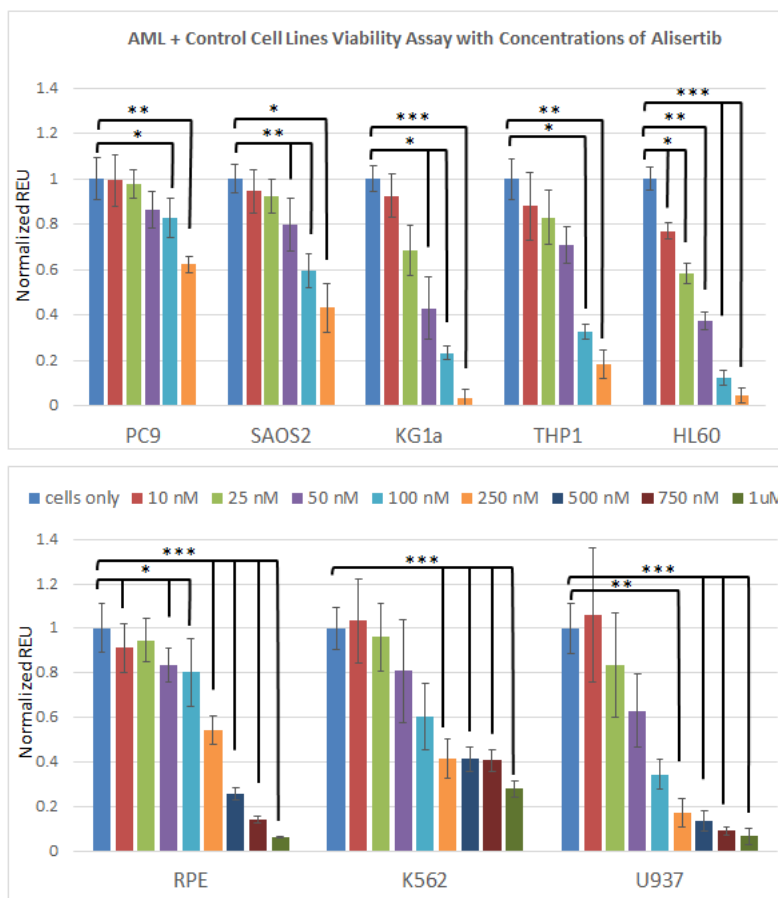 AML + Control Cell Lines Viability Assay with Concentrations of Alisertib
1.4
1.2
1
0.8
0.6
0.4
0.2
0
Normalized REU
** * * ** *** * ** * *** ** *
PC9 SAOS2 KG1a THP1 HL60
cells only 10 nM 25 nM 50 nM 100 nM 250 nM 500 nM 750 nM 1uM
1.4
1.2
1
0.8
0.6
0.4
0.2
0
Normalized REU
*** * *** *** **
RPE K562 U937